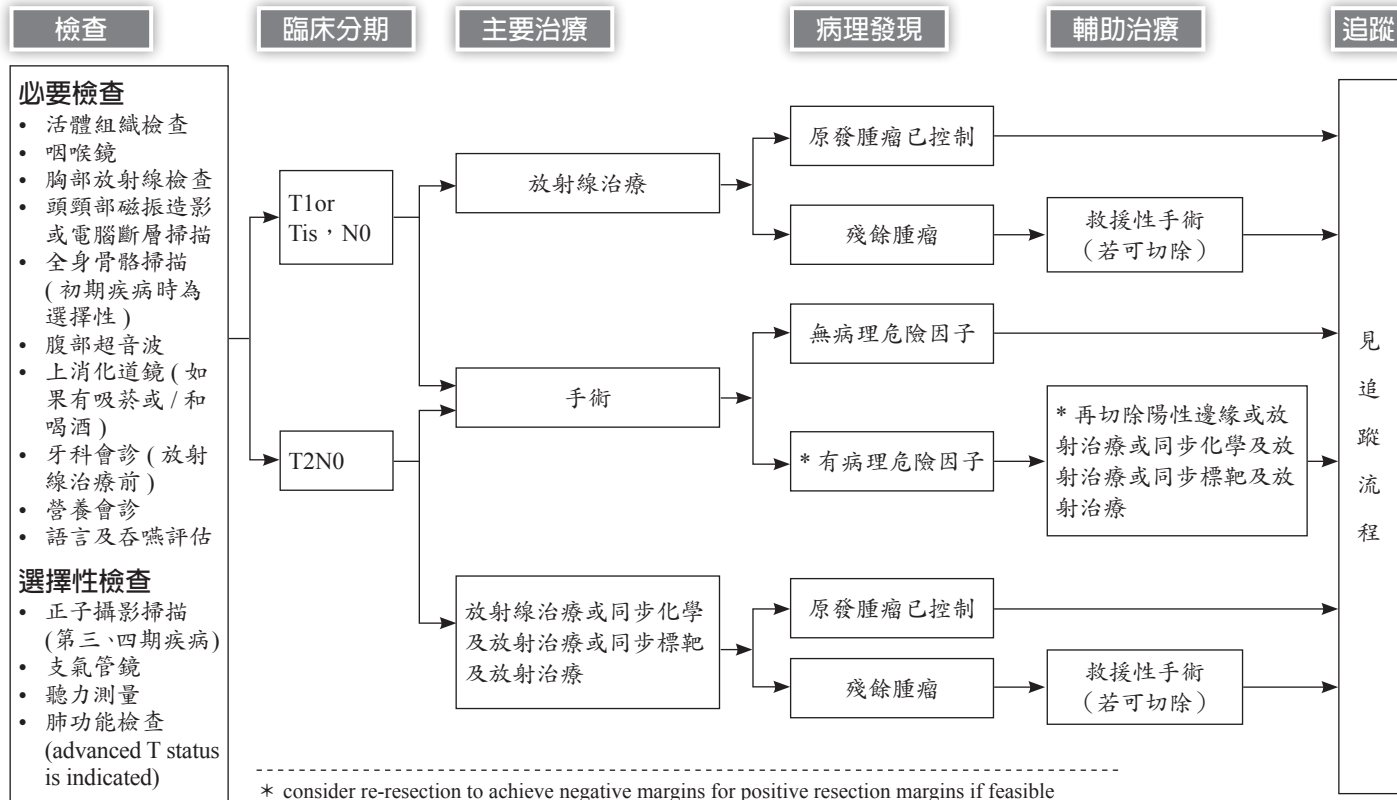 檢查
臨床分期
主要治療
病理發現
輔助治療
追蹤
必要檢查
• 活體組織檢查
• 咽喉鏡
• 胸部放射線檢查
• 頭頸部磁振造影
或電腦斷層掃描
• 全身骨骼掃描
( 初期疾病時為
選擇性 )
• 腹部超音波
• 上消化道鏡 ( 如
果有吸菸或 / 和
喝酒 )
• 牙科會診 ( 放射
線治療前 )
• 營養會診
• 語言及吞嚥評估
選擇性檢查
• 正子攝影掃描
(第三、四期疾病)
• 支氣管鏡
• 聽力測量
• 肺功能檢查
(advanced T status
is indicated)
T1or
Tis，N0
T2N0
放射線治療
手術
放射線治療或同步化學
及放射治療或同步標靶
及放射治療
原發腫瘤已控制
殘餘腫瘤
無病理危險因子
* 有病理危險因子
原發腫瘤已控制
殘餘腫瘤
救援性手術
（若可切除）
* 再切除陽性邊緣或放
射治療或同步化學及放
射治療或同步標靶及放
射治療
救援性手術
（若可切除）
見
追
蹤
流
程
* consider re-resection to achieve negative margins for positive resection margins if feasible